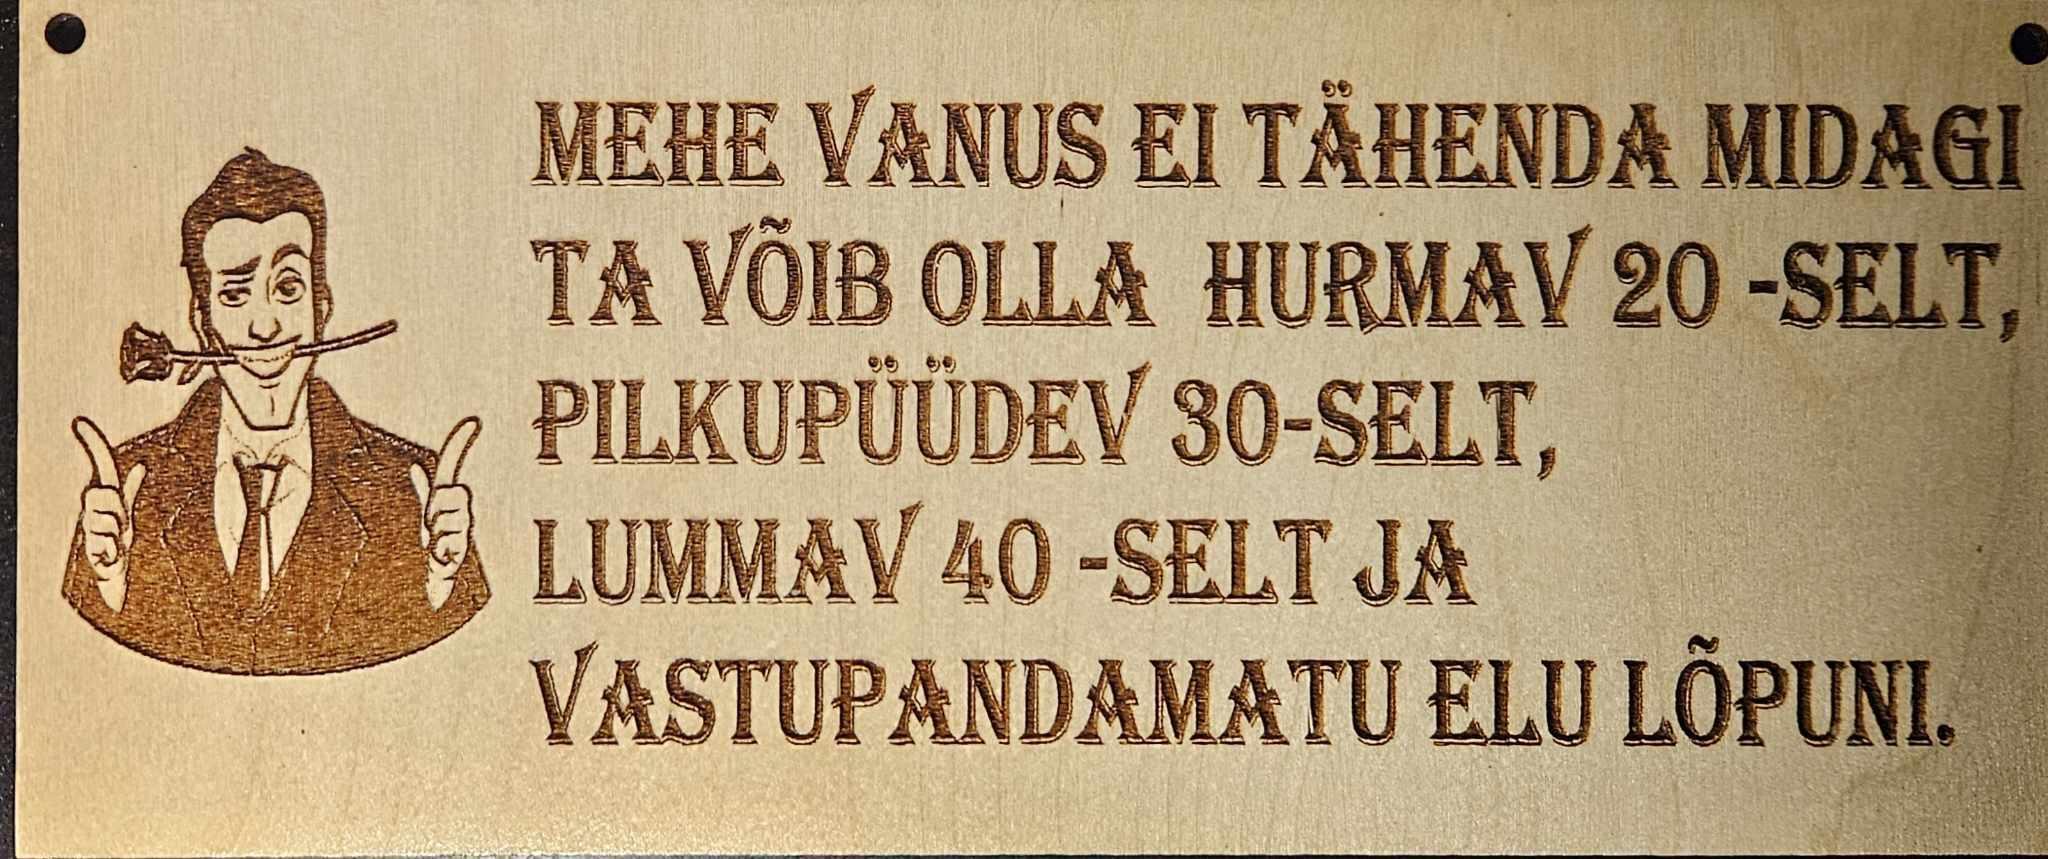 MEHE VANUS EI TÄHENDA MIDAGI
TA VÕIB OLLA HURMAV 20 -SELT,
PILKUPÜÜDEV 30-SELT,
LUMMAV 40 -SELT JA
VASTUPANDAMATU ELU LÕPUNI.